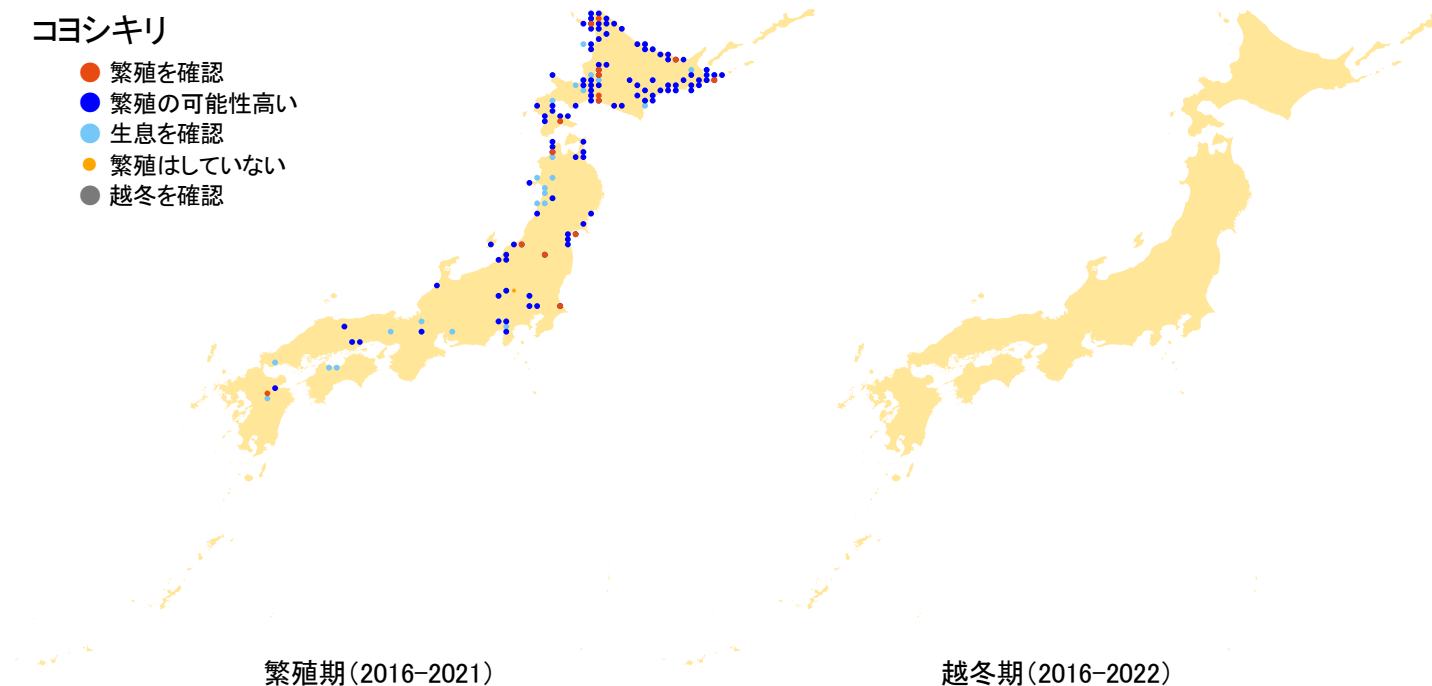 コヨシキリ
繁殖を確認
繁殖の可能性高い
生息を確認
繁殖はしていない
越冬を確認
繁殖期（2016-2021）
越冬期（2016-2022）